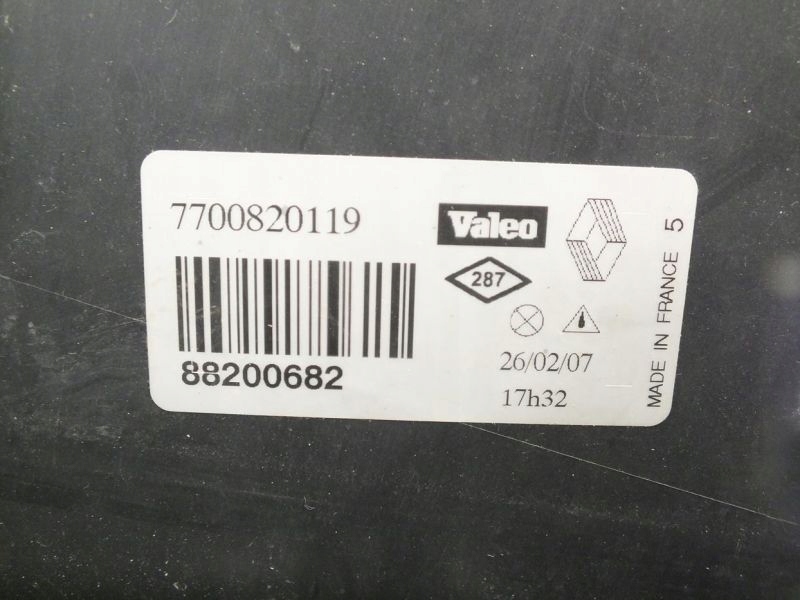 7700820119
88200682
Valeo
287
26/02/07
17h32
MADE IN FRANCE 5